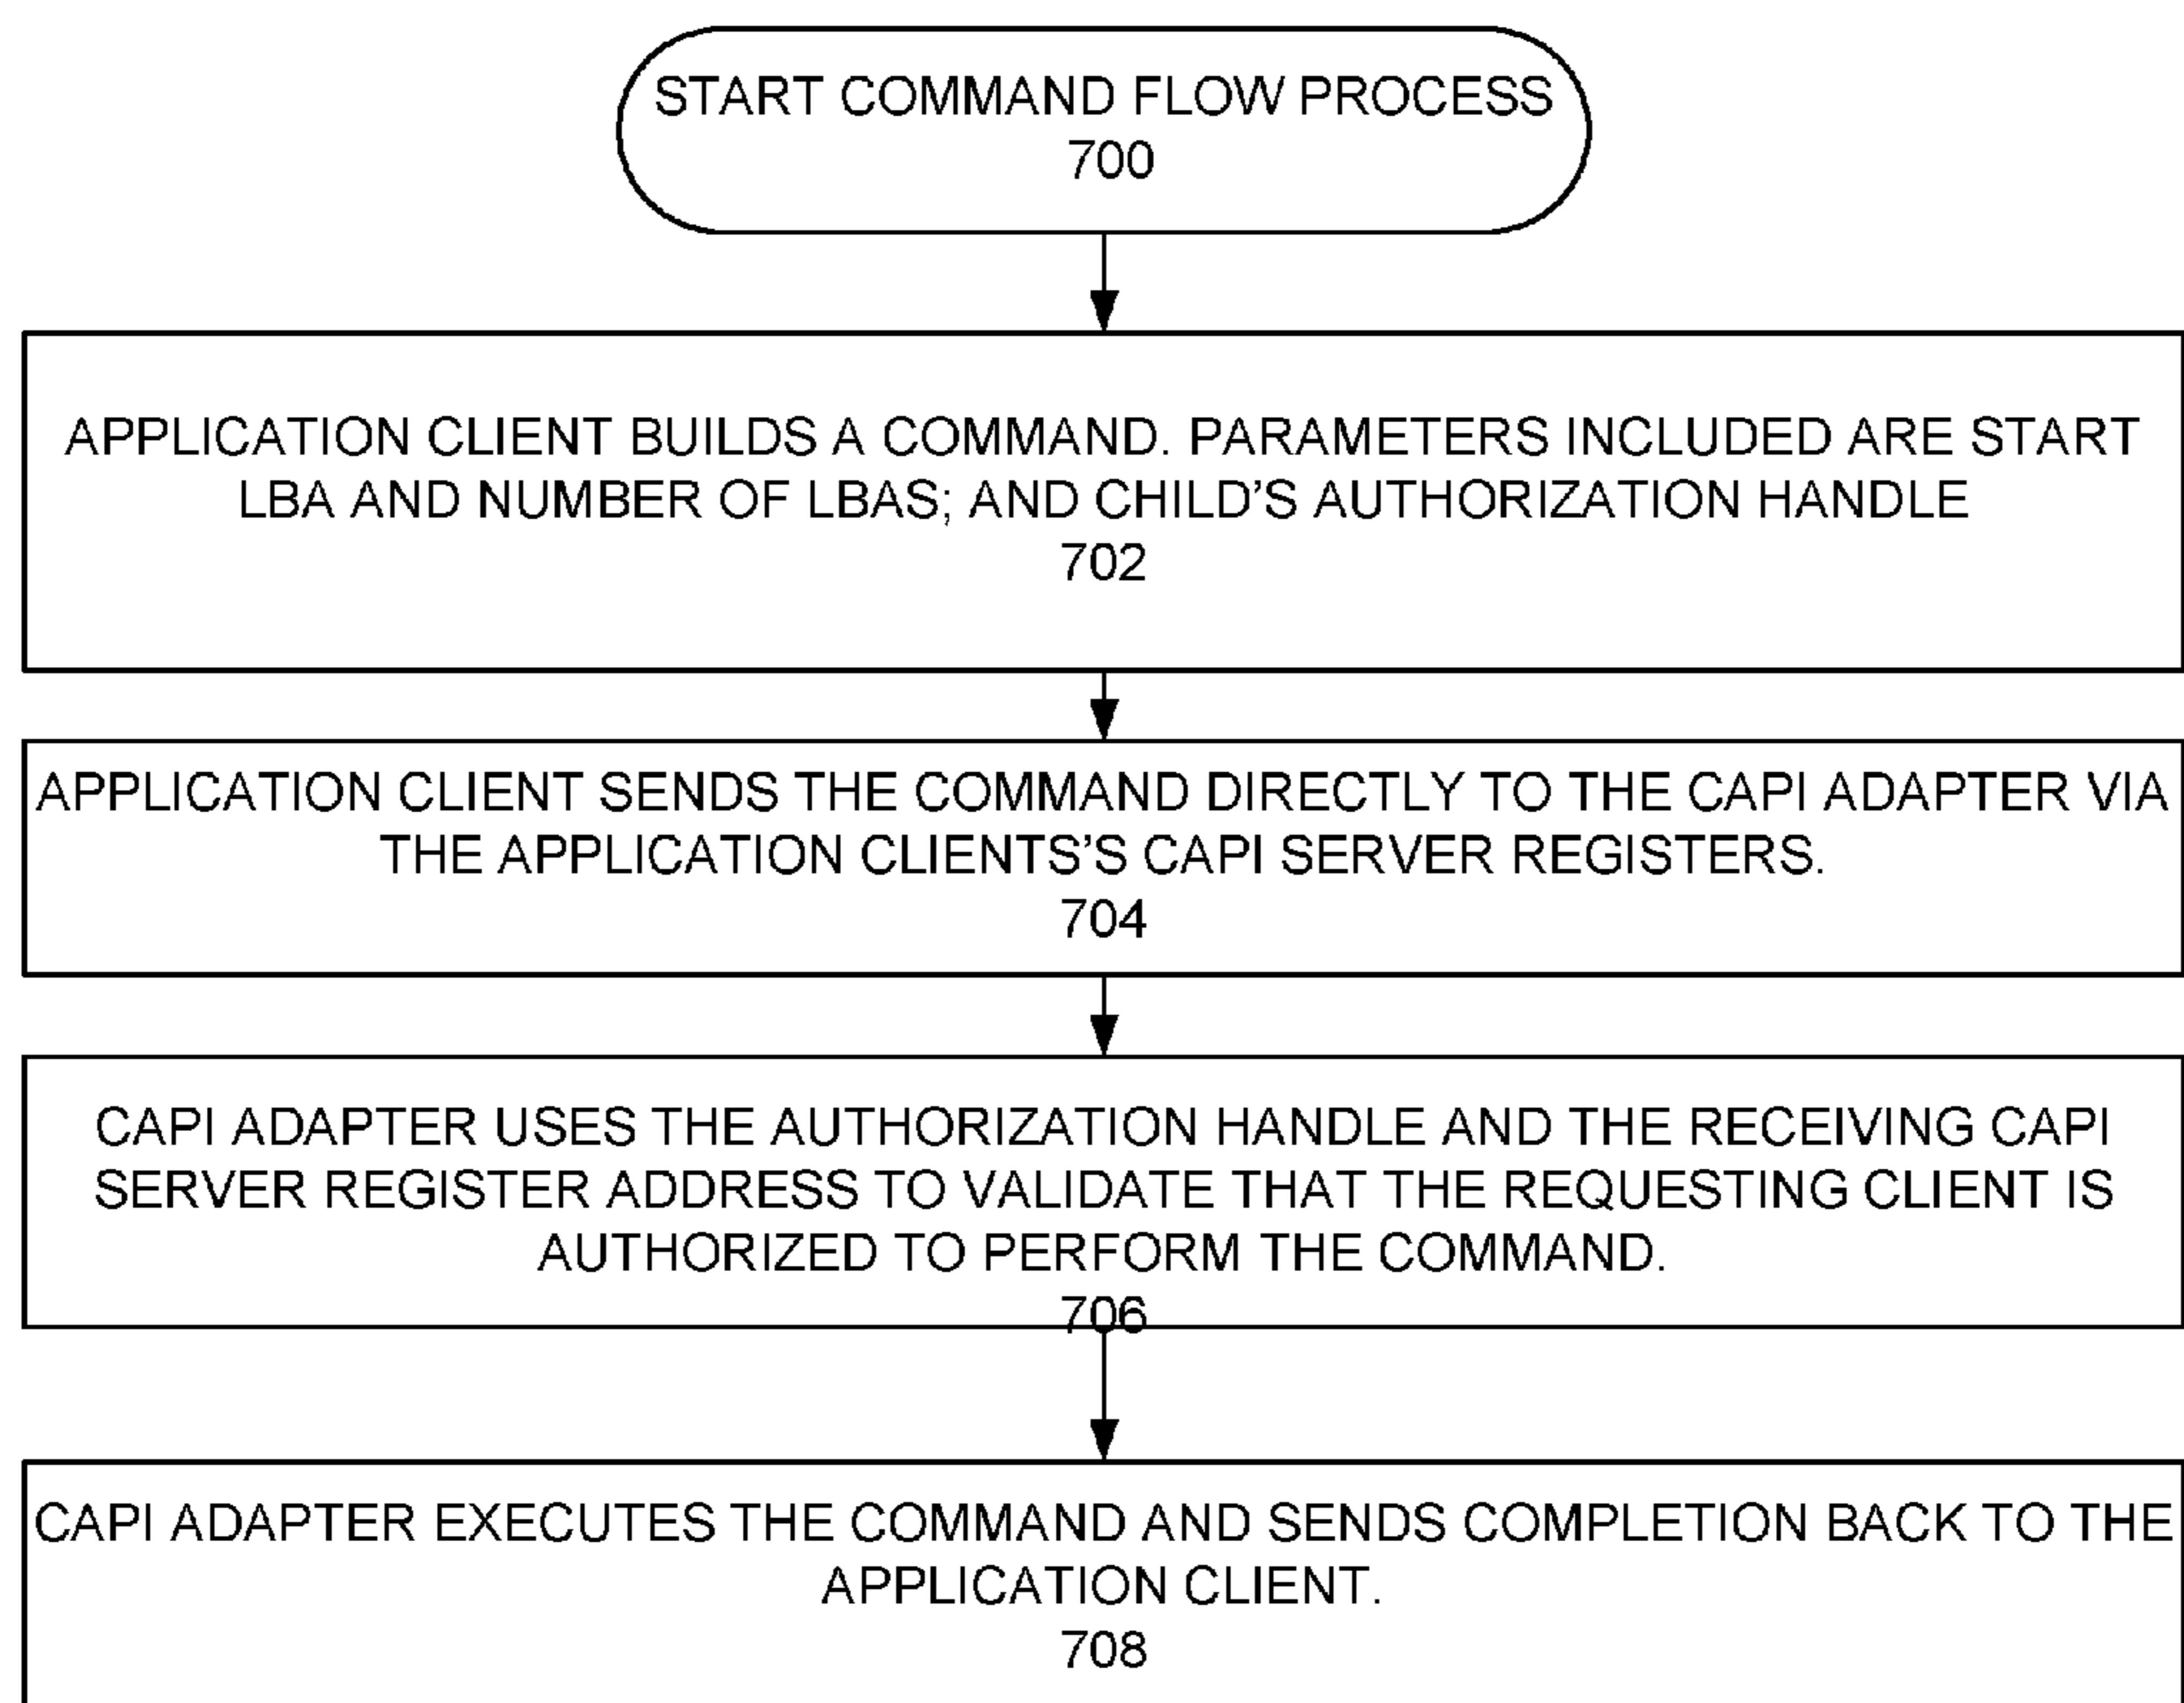 START COMMAND FLOW PROCESS
700
APPLICATION CLIENT BUILDS A COMMAND. PARAMETERS INCLUDED ARE START
LBA AND NUMBER OF LBAS; AND CHILD'S AUTHORIZATION HANDLE
702
APPLICATION CLIENT SENDS THE COMMAND DIRECTLY TO THE CAPI ADAPTER VIA
THE APPLICATION CLIENTS'S CAPI SERVER REGISTERS.
704
CAPI ADAPTER USES THE AUTHORIZATION HANDLE AND THE RECEIVING CAPI
SERVER REGISTER ADDRESS TO VALIDATE THAT THE REQUESTING CLIENT IS
AUTHORIZED TO PERFORM THE COMMAND.
706
CAPI ADAPTER EXECUTES THE COMMAND AND SENDS COMPLETION BACK TO THE
APPLICATION CLIENT.
708